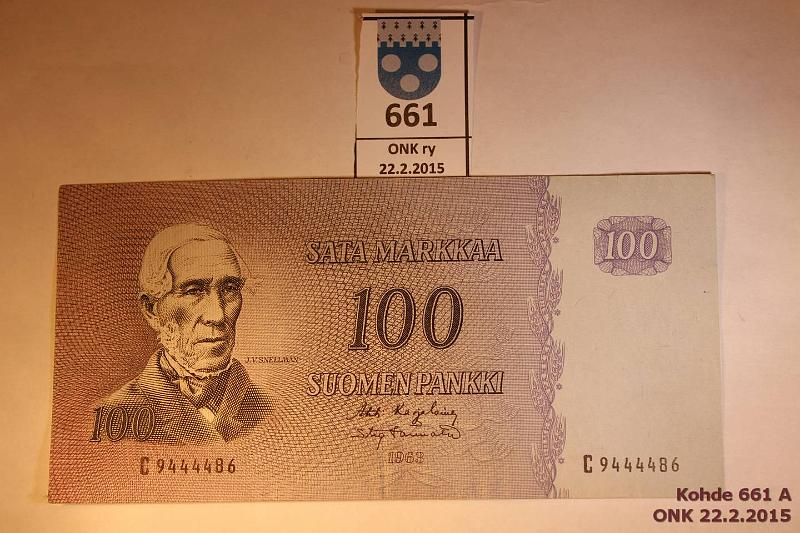 661
ONK ry
22.2.2015
SATA MARKKAA
100
100
J.V.SNELLMAN
SUOMEN PANKKI
100
1963
C 9444486
C 9444486
Kohde 661 A
ONK 22.2.2015